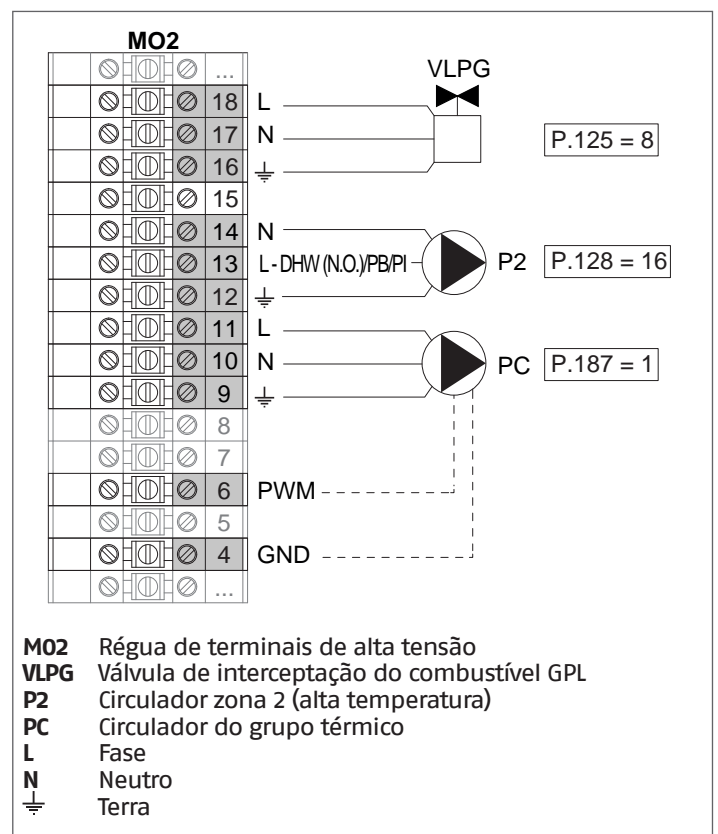 MO2
...
VLPG
18 L
17 N P.125 = 8
16
15
14 N
13 L - DHW (N.O.)/PB/PI P2 P.128 = 16
12
11 L
10 N PC P.187 = 1
9
8
7
6 PWM
5
4 GND
...
M02 Régua de terminais de alta tensão
VLPG Válvula de interceptação do combustível GPL
P2 Circulador zona 2 (alta temperatura)
PC Circulador do grupo térmico
L Fase
N Neutro
Terra